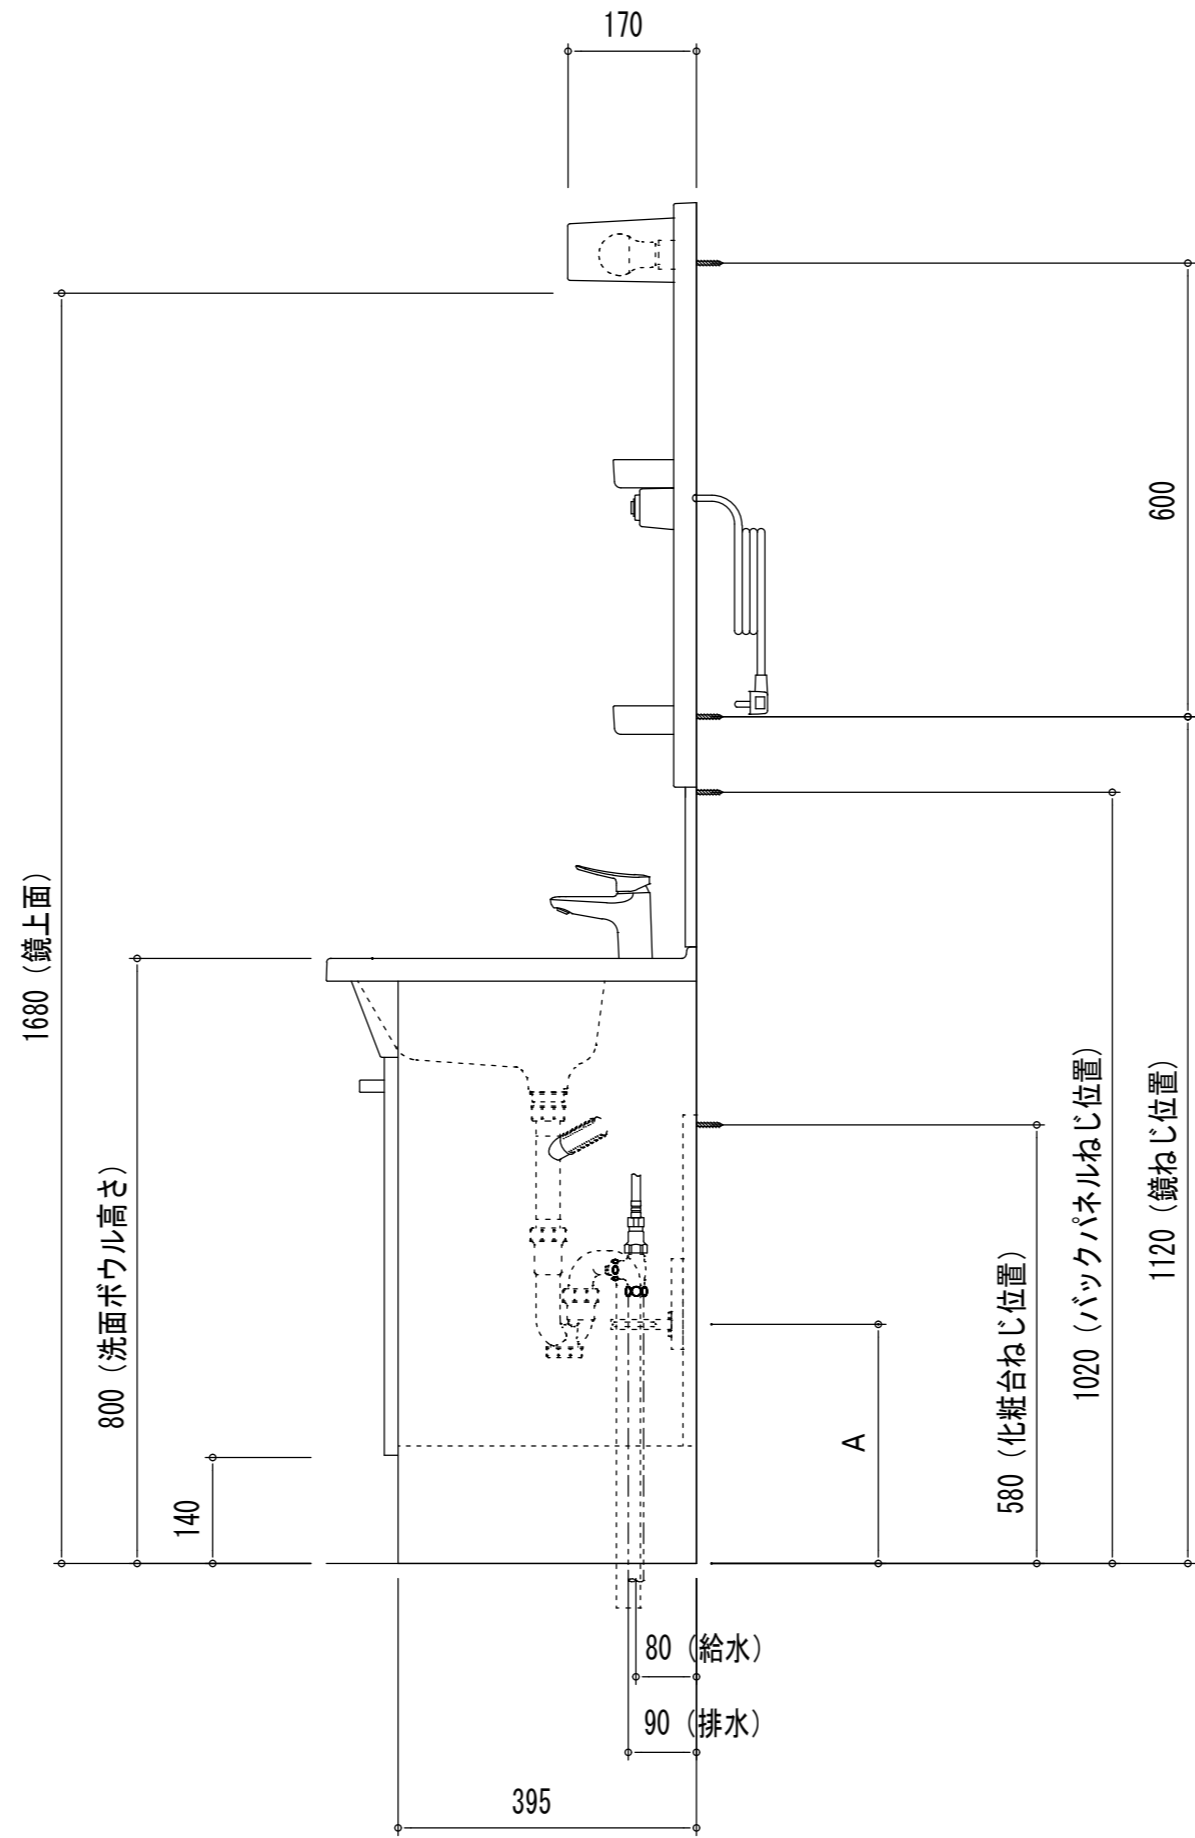 170
600
1680（鏡上面）
800（洗面ボウル高さ）
140
A
580（化粧台ねじ位置）
1020（バックパネルねじ位置）
1120（鏡ねじ位置）
80（給水）
90（排水）
395